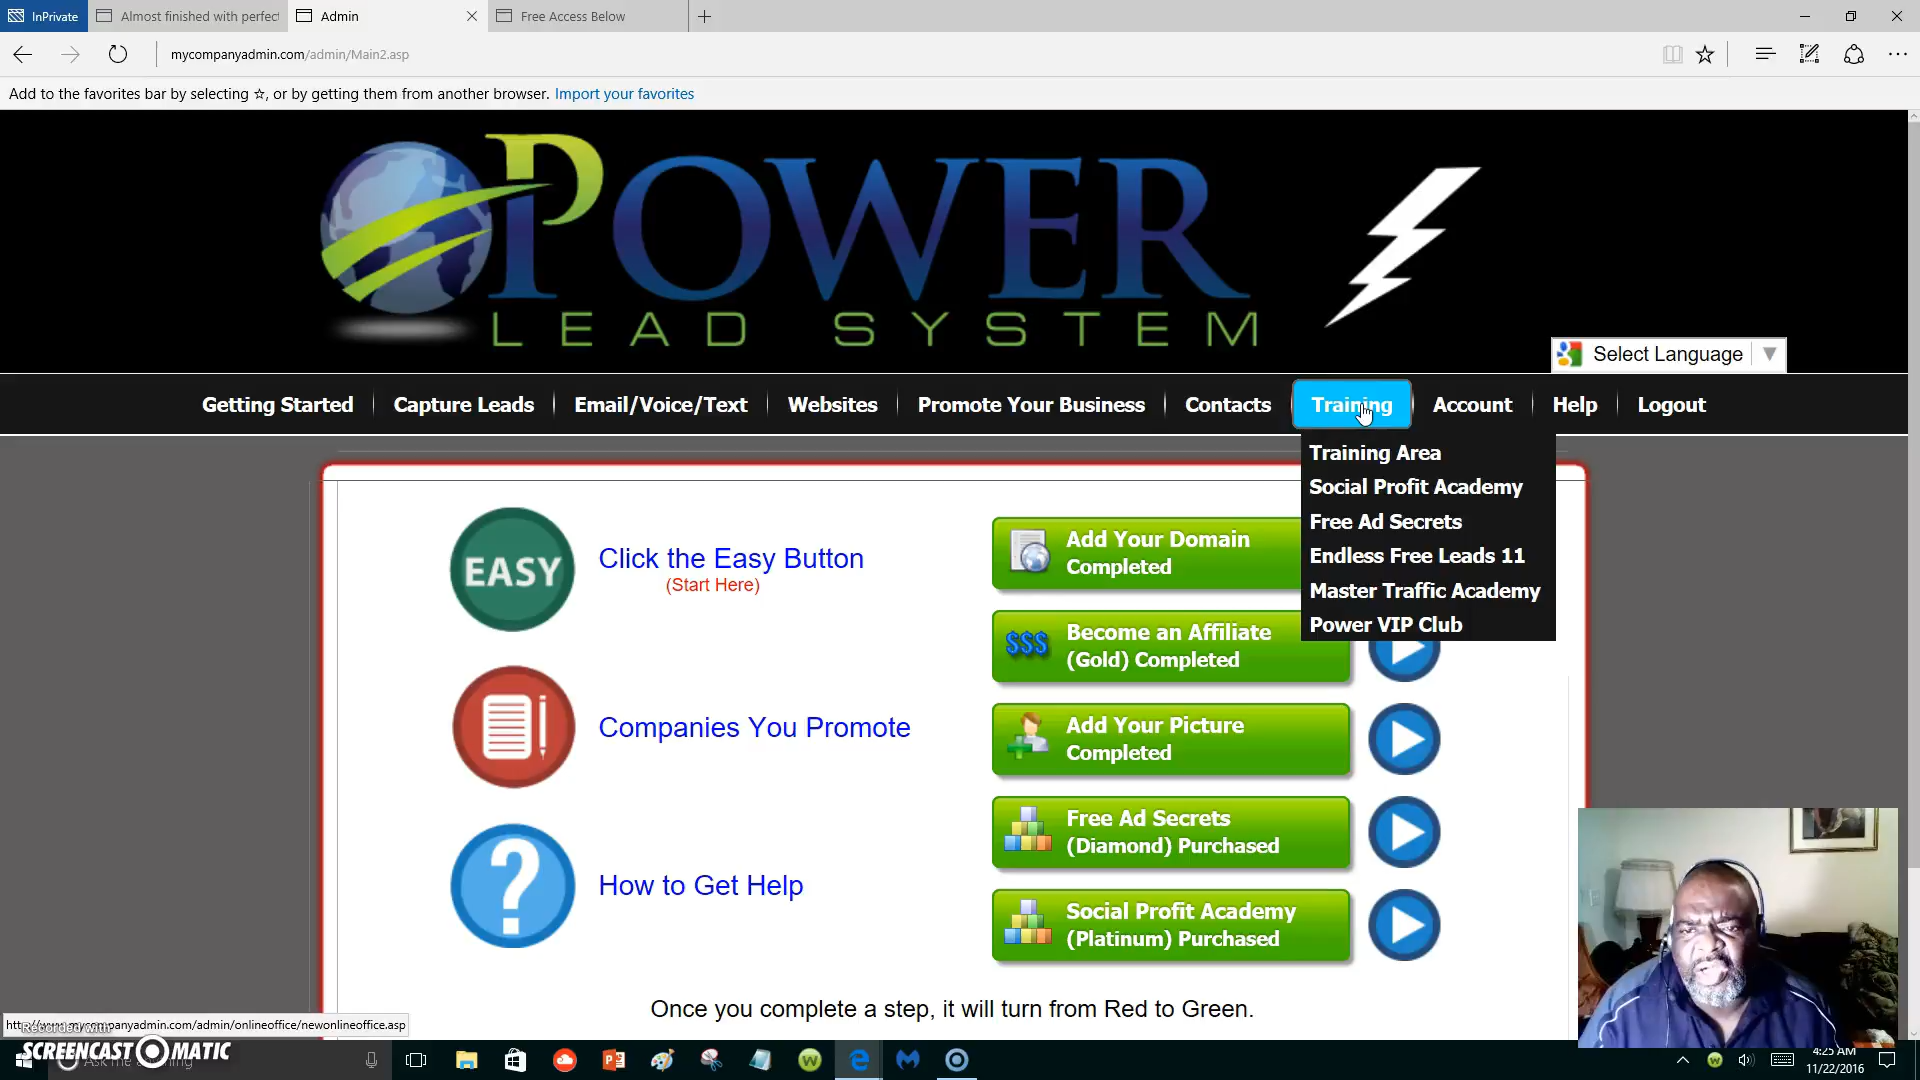 InPrivate
Almost finished with perfect
Admin
Free Access Below
mycompanyadmin.com/admin/Main2.asp
Add to the favorites bar by selecting ☆, or by getting them from another browser. Import your favorites
POWER
LEAD SYSTEM
Select Language
Getting Started
Capture Leads
Email/Voice/Text
Websites
Promote Your Business
Contacts
Training
Account
Help
Logout
Training Area
Social Profit Academy
Free Ad Secrets
Endless Free Leads 11
Master Traffic Academy
Power VIP Club
EASY
Click the Easy Button
(Start Here)
Companies You Promote
?
How to Get Help
Add Your Domain
Completed
$$$
Become an Affiliate
(Gold) Completed
Add Your Picture
Completed
Free Ad Secrets
(Diamond) Purchased
Social Profit Academy
(Platinum) Purchased
Once you complete a step, it will turn from Red to Green.
Recorded with
SCREENCAST MATIC
4:25 AM
11/22/2016